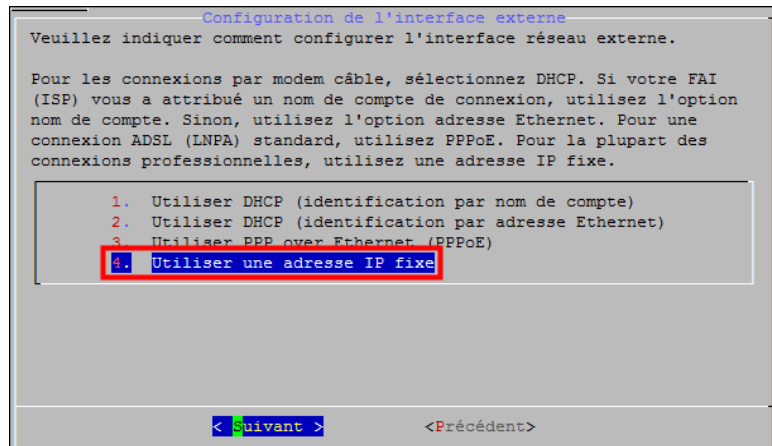 Configuration de l'interface externe
Veuillez indiquer comment configurer l'interface réseau externe.
Pour les connexions par modem câble, sélectionnez DHCP. Si votre FAI
(ISP) vous a attribué un nom de compte de connexion, utilisez l'option
nom de compte. Sinon, utilisez l'option adresse Ethernet. Pour une
connexion ADSL (LNPA) standard, utilisez PPPoE. Pour la plupart des
connexions professionnelles, utilisez une adresse IP fixe.
1. Utiliser DHCP (identification par nom de compte)
2. Utiliser DHCP (identification par adresse Ethernet)
3. Utiliser PPP over Ethernet (PPPoE)
4. Utiliser une adresse IP fixe
< Suivant > <Précédent>